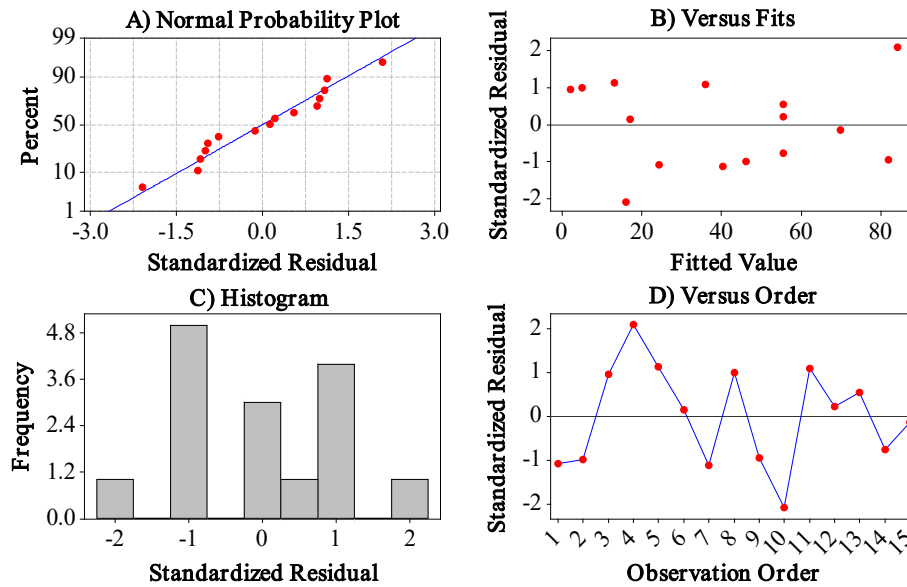 A) Normal Probability Plot
99
90
50
10
1
Percent
-3.0 -1.5 0.0 1.5 3.0
Standardized Residual
B) Versus Fits
2
1
0
-1
-2
Standardized Residual
0 20 40 60 80
Fitted Value
C) Histogram
4.8
3.6
2.4
1.2
0.0
Frequency
-2 -1 0 1 2
Standardized Residual
D) Versus Order
2
1
0
-1
-2
Standardized Residual
1 2 3 4 5 6 7 8 9 10 11 12 13 14 15
Observation Order